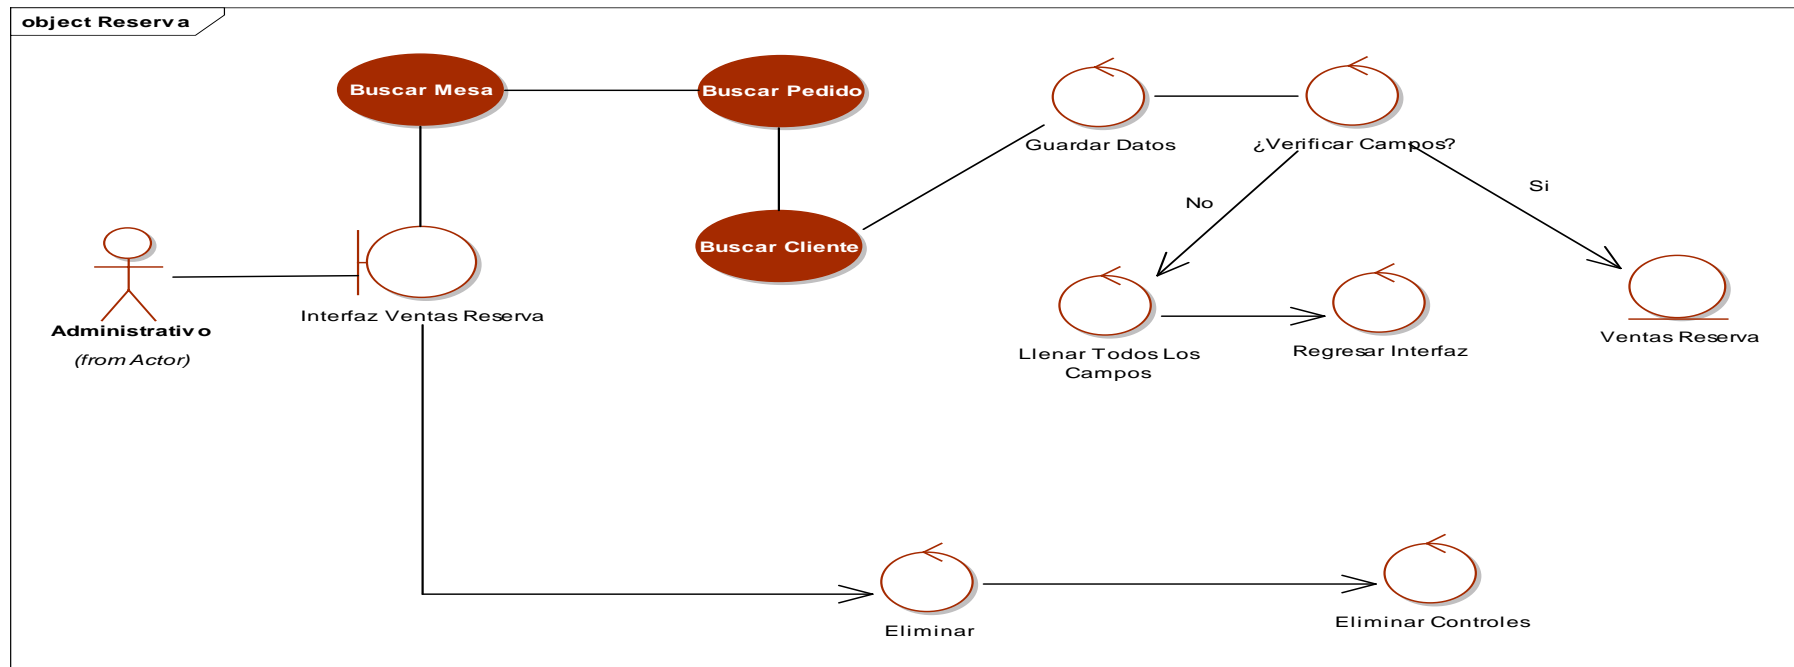 object Reserva
Buscar Mesa
Buscar Pedido
Guardar Datos
¿Verificar Campos?
No
Si
Buscar Cliente
Administrativo
(from Actor)
Interfaz Ventas Reserva
Llenar Todos Los
Campos
Regresar Interfaz
Ventas Reserva
Eliminar
Eliminar Controles